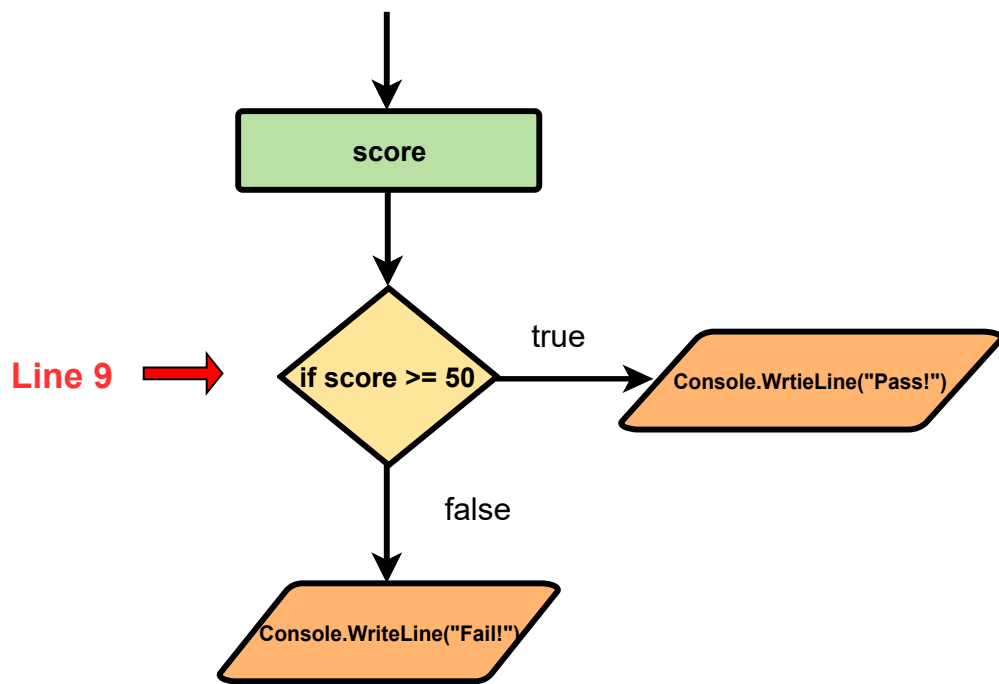 score
if score >= 50
true
Line 9
Console.WrtieLine("Pass!")
false
Console.WriteLine("Fail!")